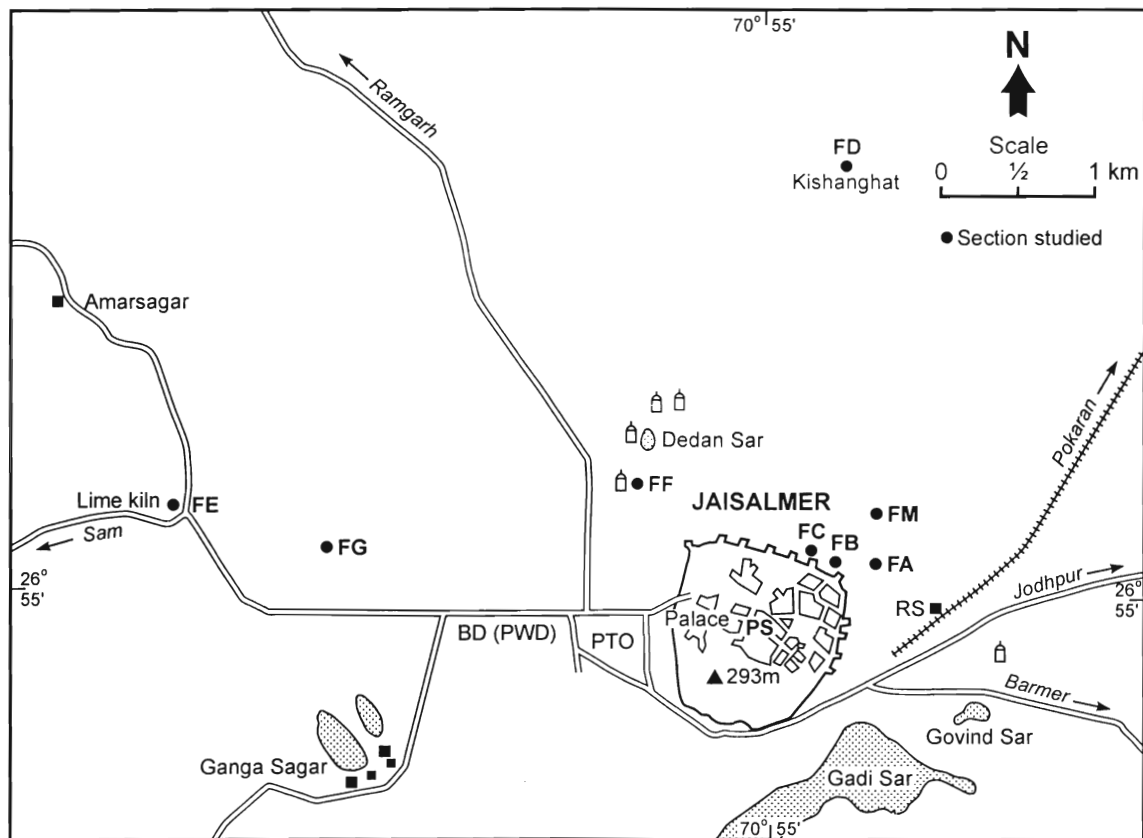 70° 55'
N
Ramgarh
Scale
0 ½ 1 km
FD
Kishanghat
Section studied
Amarsagar
Pokaran
Dedan Sar
Lime kiln FE
FF
JAISALMER
FM
Sam
FG
FC
FB
FA
Jodhpur
26° 55'
26° 55'
RS
Palace
PS
BD (PWD)
PTO
293m
Barmer
Govind Sar
Ganga Sagar
Gadi Sar
70° 55'